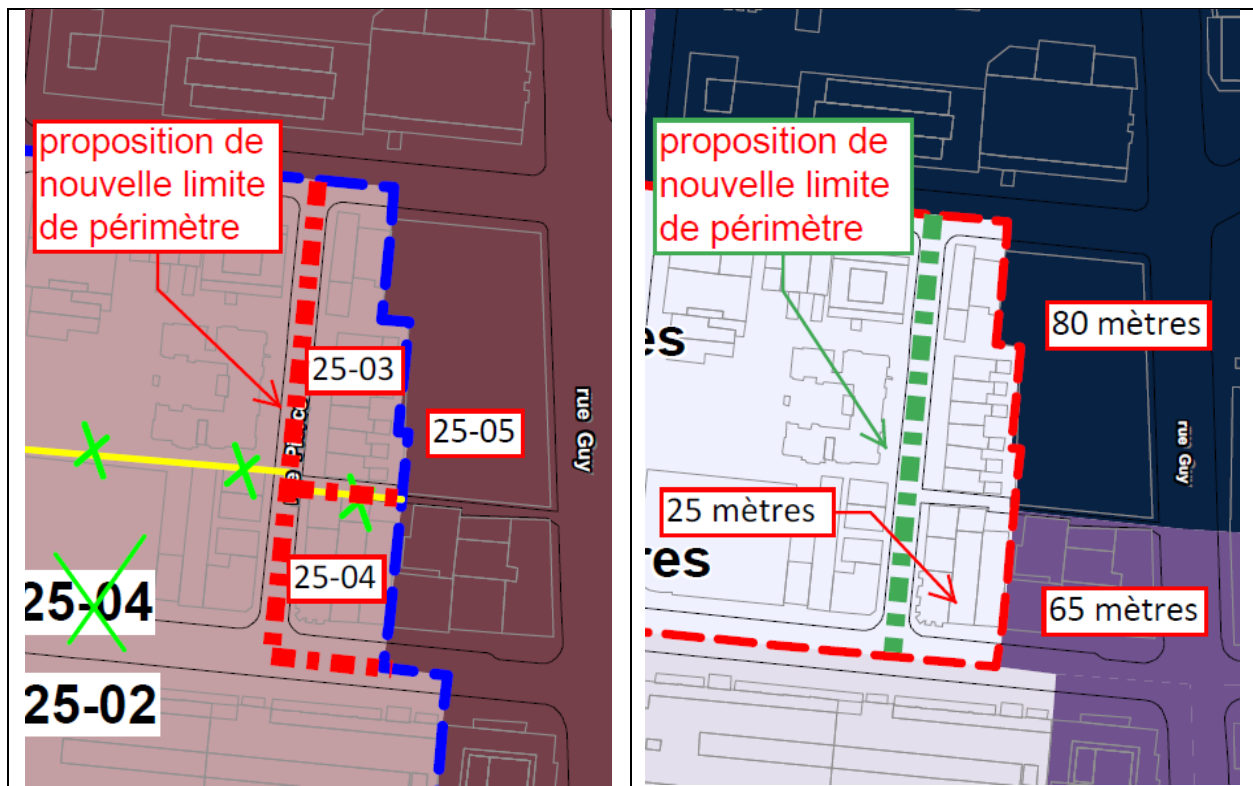 proposition de
nouvelle limite
de périmètre
25-03
25-05
rue Guy
25-04
25-04
25-02
proposition de
nouvelle limite
de périmètre
80 mètres
es
rue Guy
25 mètres
res
65 mètres